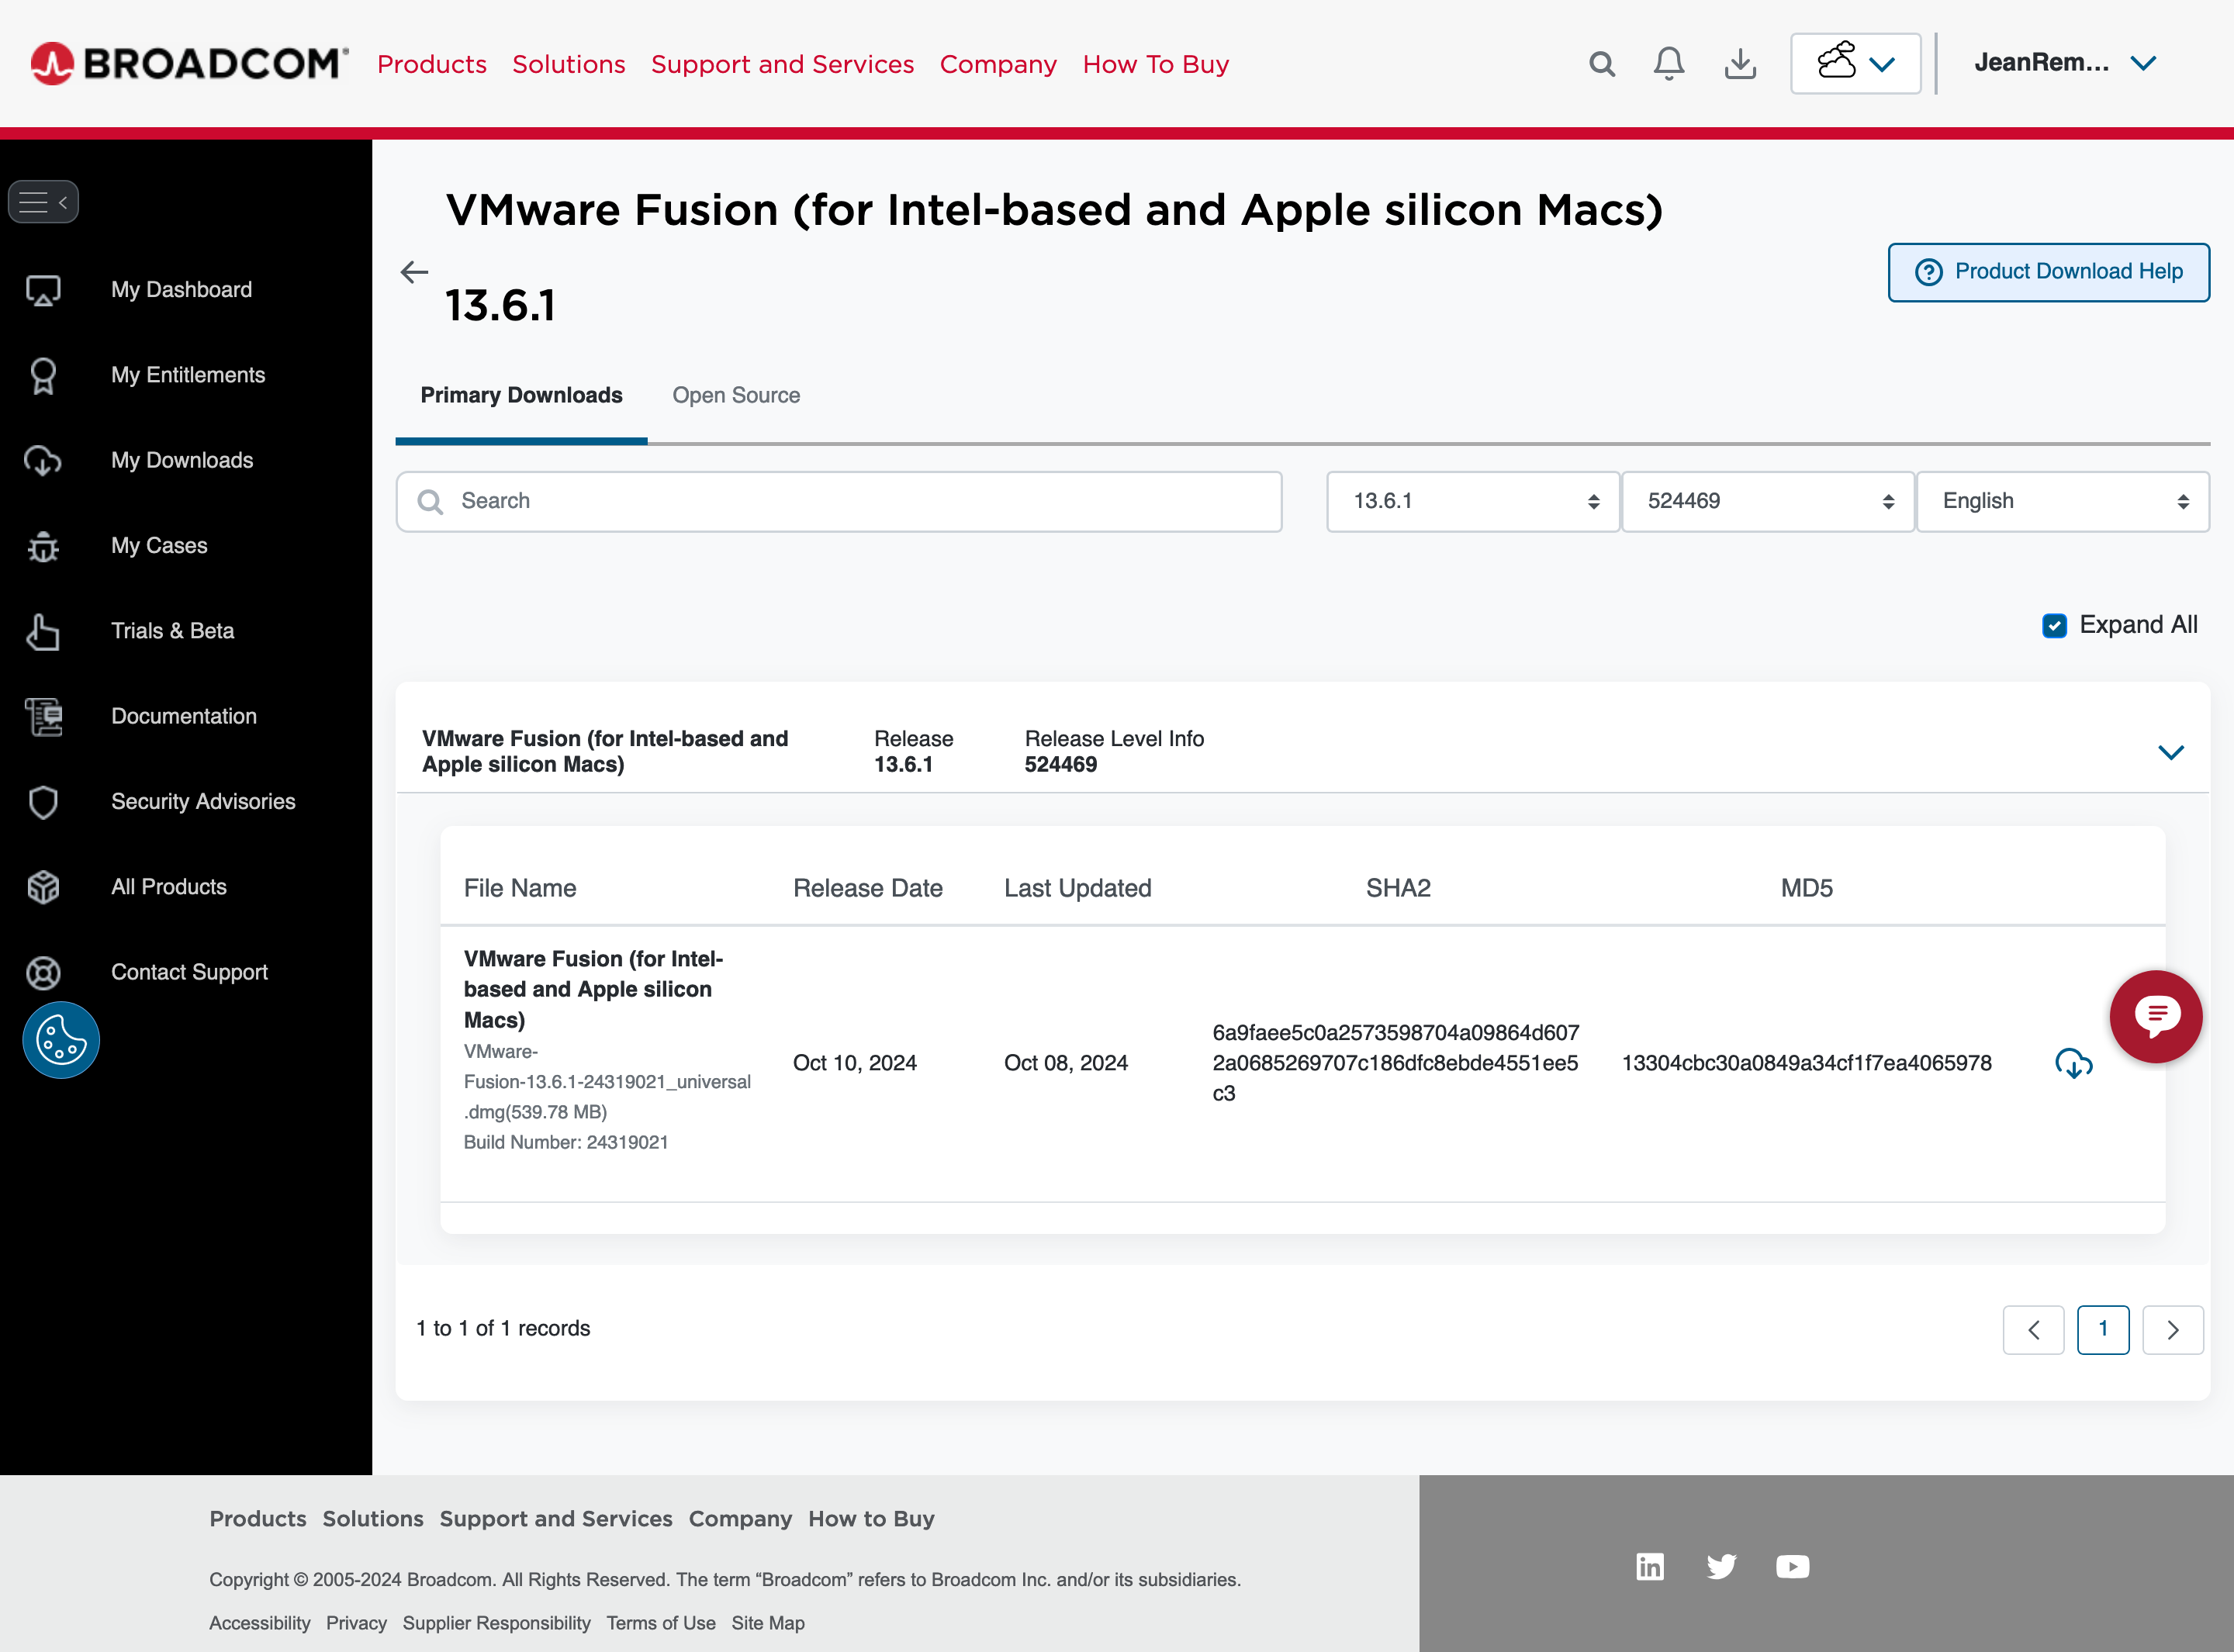 BROADCOM®
Products Solutions Support and Services Company How To Buy
JeanRem...
VMware Fusion (for Intel-based and Apple silicon Macs)
13.6.1
Product Download Help
My Dashboard
My Entitlements
My Downloads
My Cases
Trials & Beta
Documentation
Security Advisories
All Products
Contact Support
Primary Downloads Open Source
Search
13.6.1
524469
English
Expand All
VMware Fusion (for Intel-based and
Apple silicon Macs)
Release
13.6.1
Release Level Info
524469
File Name Release Date Last Updated SHA2 MD5
VMware Fusion (for Intel-
based and Apple silicon
Macs)
VMware-
Fusion-13.6.1-24319021_universal
.dmg(539.78 MB)
Build Number: 24319021
Oct 10, 2024
Oct 08, 2024
6a9faee5c0a2573598704a09864d607
2a0685269707c186dfc8ebde4551ee5
c3
13304cbc30a0849a34cf1f7ea4065978
1 to 1 of 1 records
1
Products Solutions Support and Services Company How to Buy
Copyright © 2005-2024 Broadcom. All Rights Reserved. The term “Broadcom” refers to Broadcom Inc. and/or its subsidiaries.
Accessibility Privacy Supplier Responsibility Terms of Use Site Map